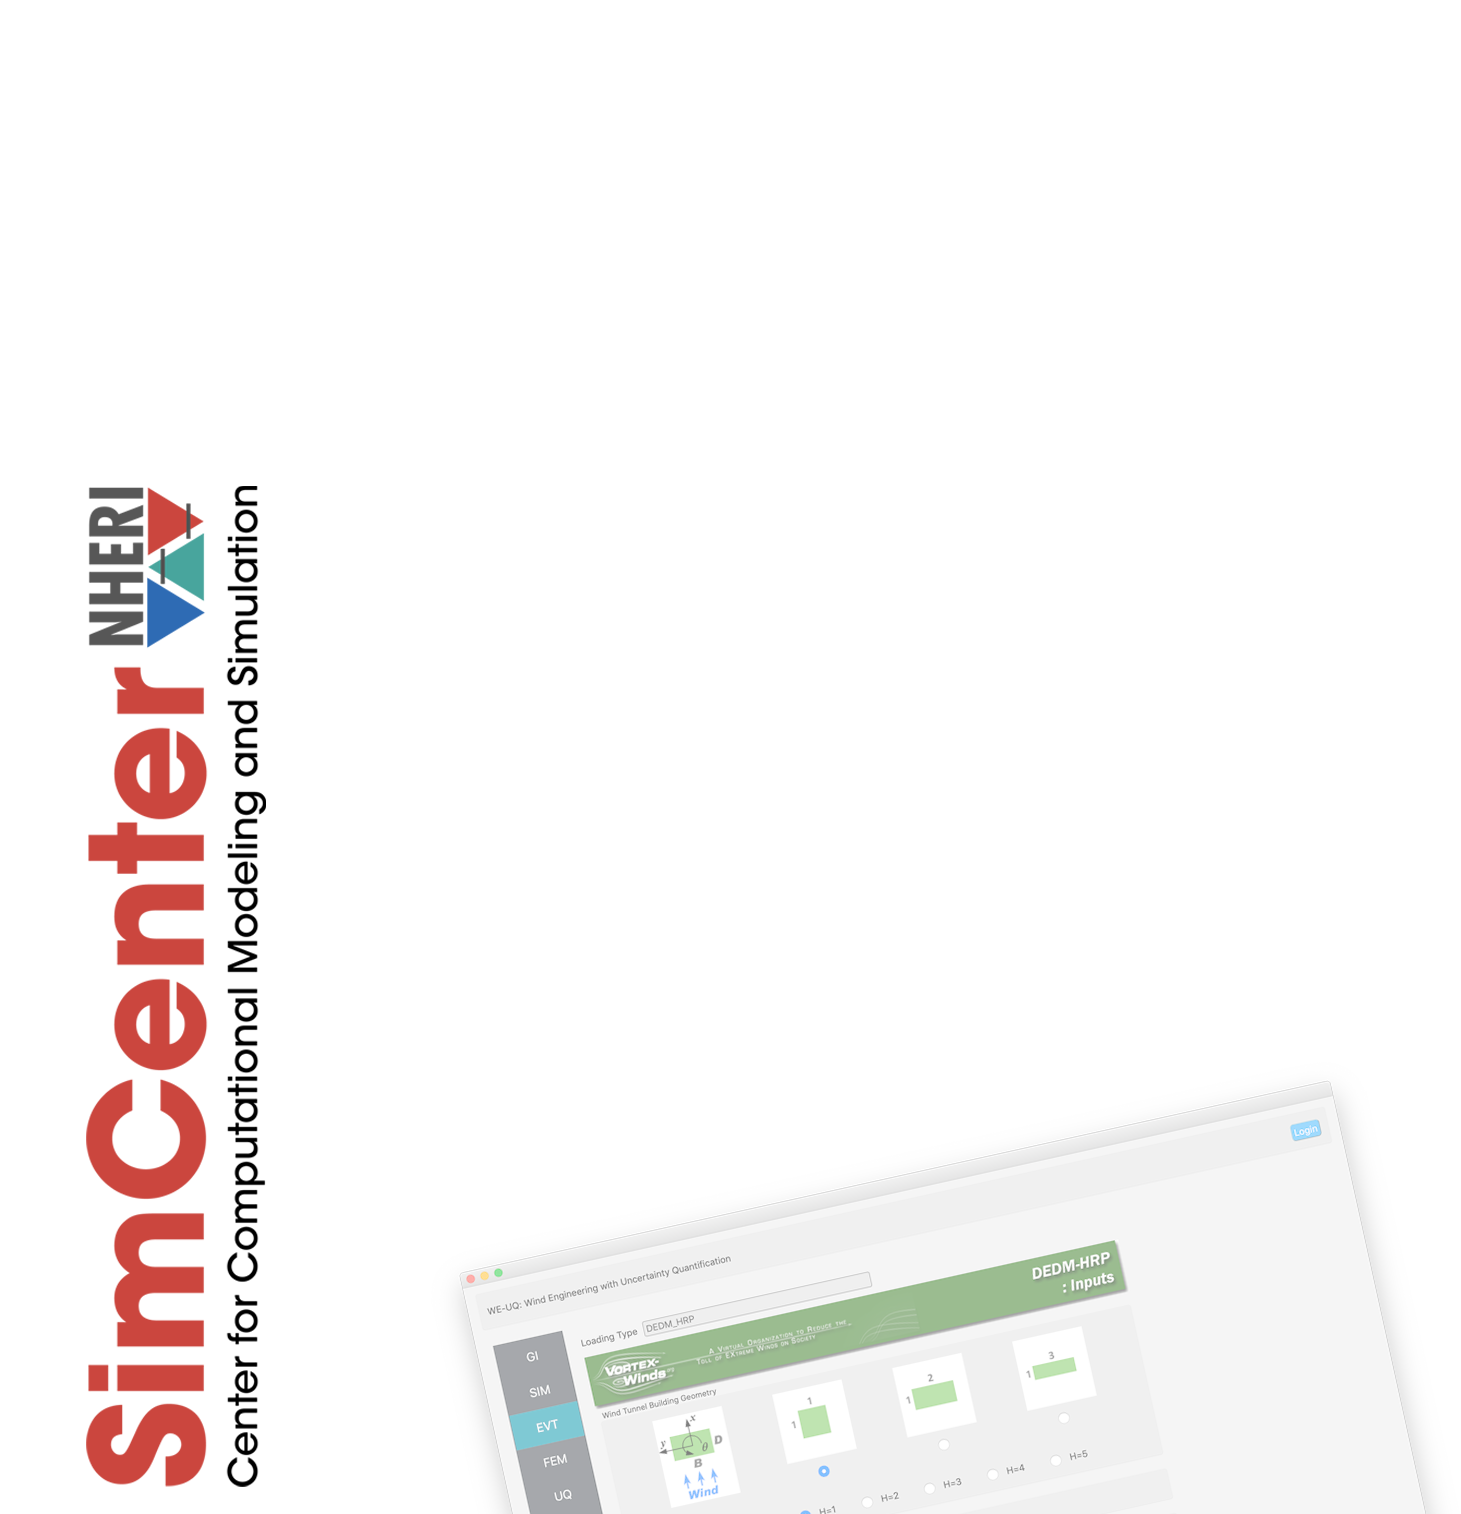 SimCenter NHERI
Center for Computational Modeling and Simulation
Login
WE-UQ: Wind Engineering with Uncertainty Quantification
Loading Type DEDM_HRP
DEDM-HRP
: Inputs
VORTEX-
Winds
A Virtual Organization to Reduce the
Toll of EXtreme Winds on Society
GI
SIM
EVT
FEM
UQ
Wind Tunnel Building Geometry
x
y
θ
D
B
Wind
1
1
2
1
3
1
H=1
H=2
H=3
H=4
H=5